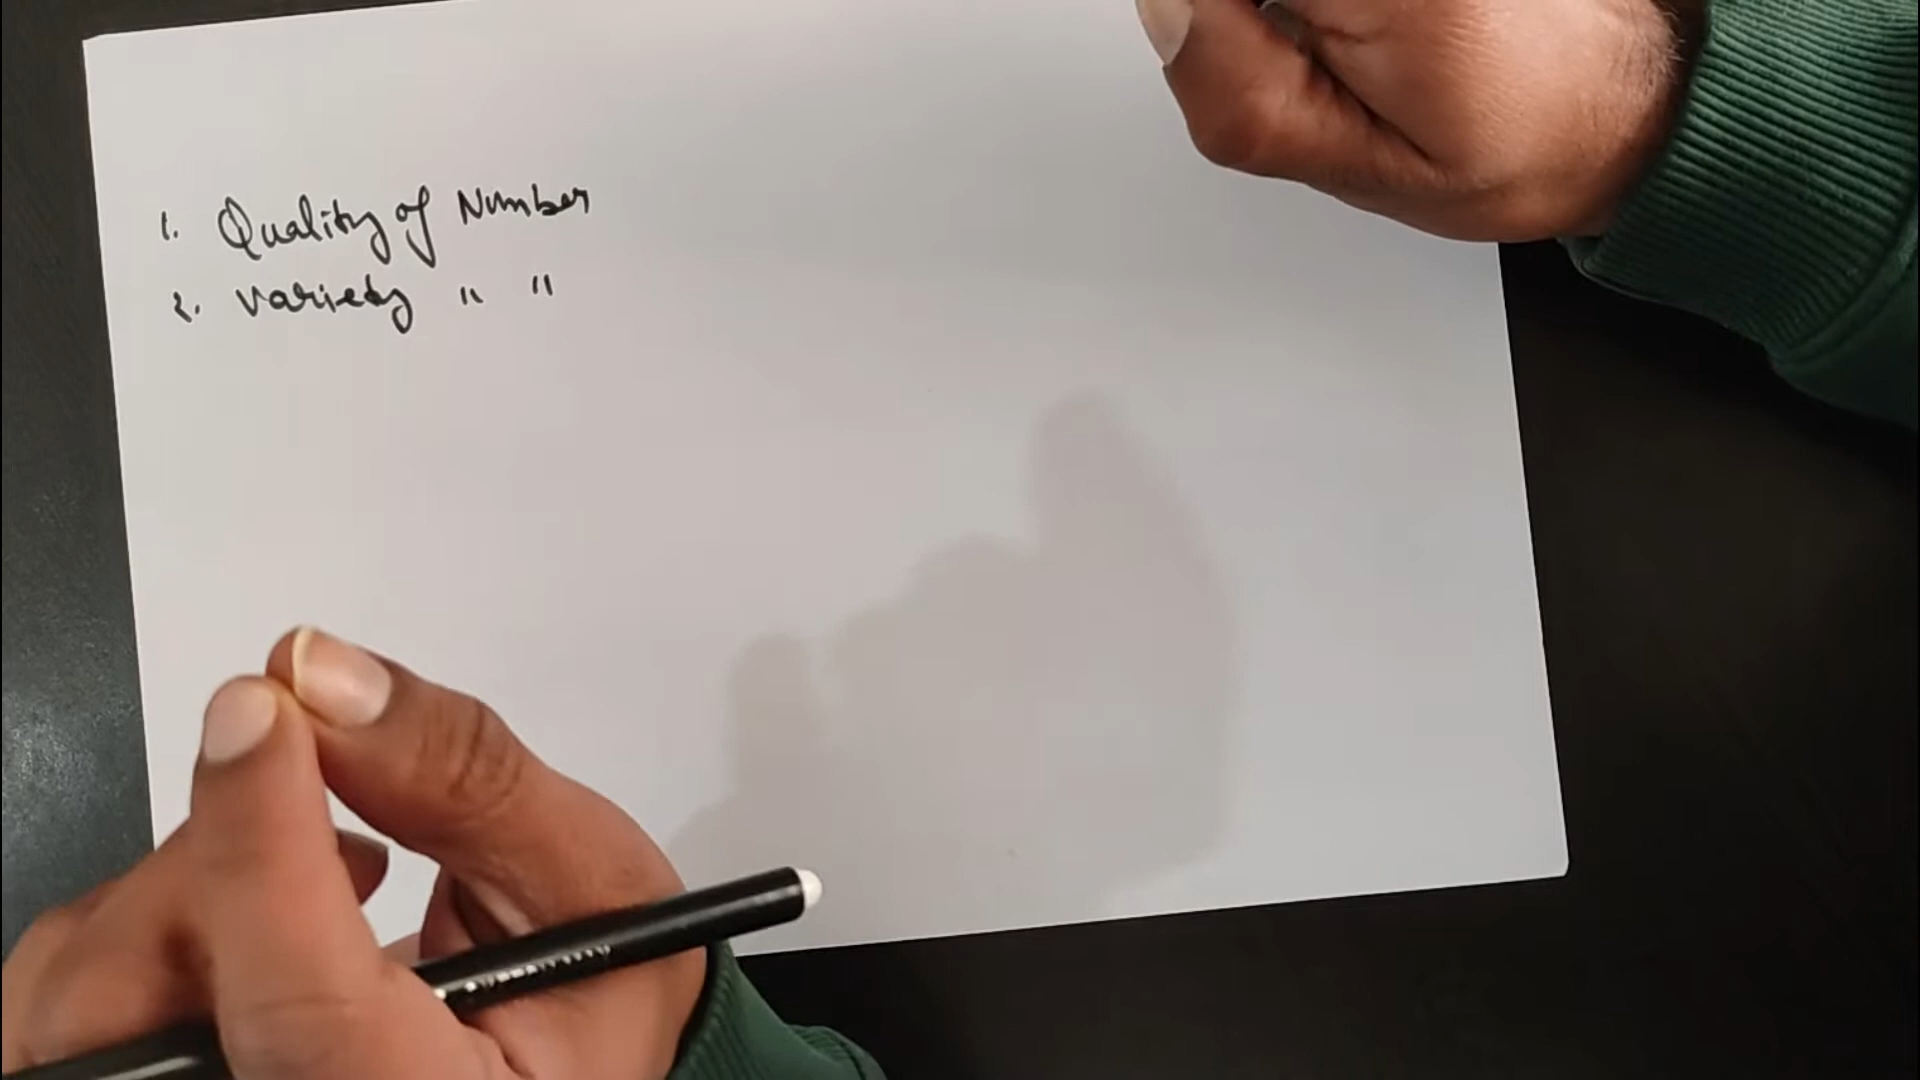 1. Quality of Number
2. Variety " "